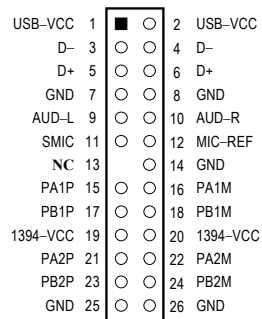 USB–VCC 1 2 USB–VCC
D– 3 4 D–
D+ 5 6 D+
GND 7 8 GND
AUD–L 9 10 AUD–R
SMIC 11 12 MIC–REF
NC 13 14 GND
PA1P 15 16 PA1M
PB1P 17 18 PB1M
1394–VCC 19 20 1394–VCC
PA2P 21 22 PA2M
PB2P 23 24 PB2M
GND 25 26 GND